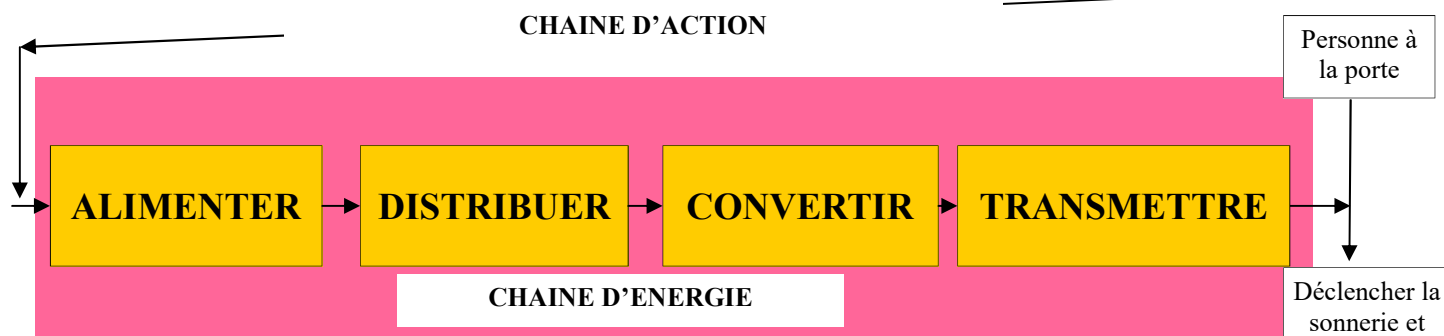 CHAINE D’ACTION
Personne à
la porte
ALIMENTER
DISTRIBUER
CONVERTIR
TRANSMETTRE
CHAINE D’ENERGIE
Déclencher la
sonnerie et